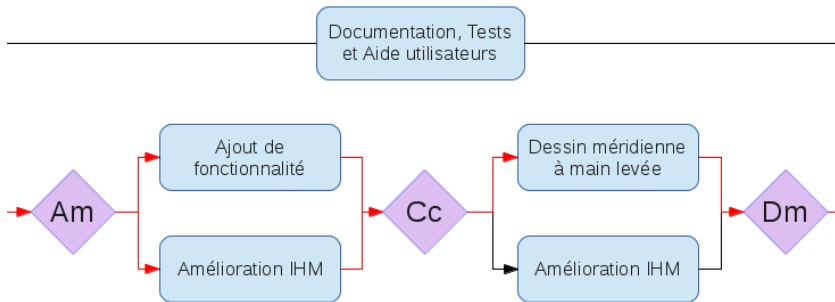 Documentation, Tests
et Aide utilisateurs
Ajout de
fonctionnalité
Dessin méridienne
à main levée
Am
Cc
Dm
Amélioration IHM
Amélioration IHM